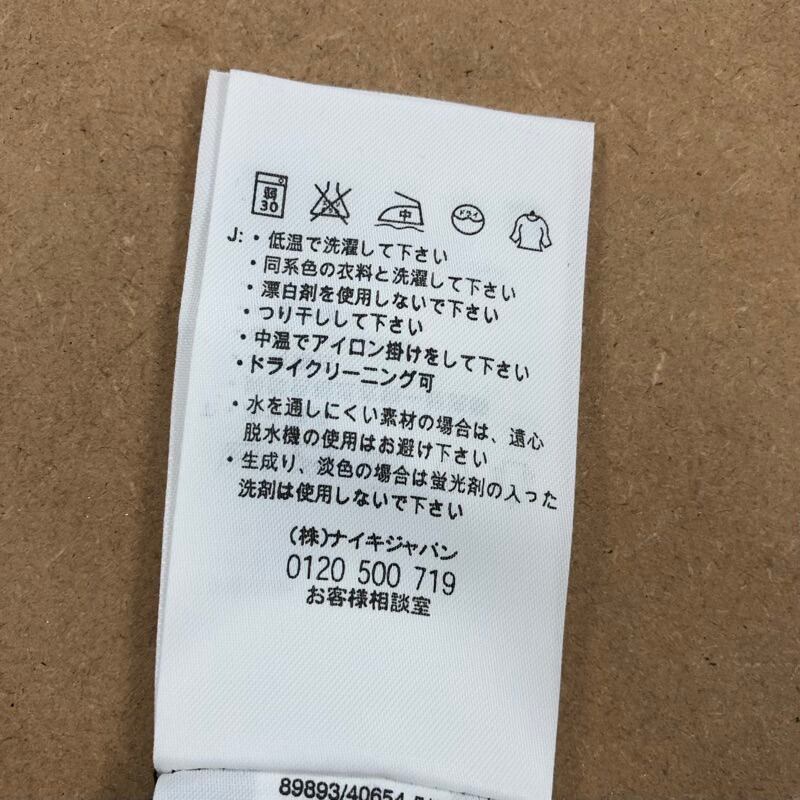 弱
30
中
ドライ
J: ・低温で洗濯して下さい
・同系色の衣料と洗濯して下さい
・漂白剤を使用しないで下さい
・つり干しして下さい
・中温でアイロン掛けをして下さい
・ドライクリーニング可
・水を通しにくい素材の場合は、遠心
脱水機の使用はお避け下さい
・生成り、淡色の場合は蛍光剤の入った
洗剤は使用しないで下さい
(株)ナイキジャパン
0120 500 719
お客様相談室
89893/40654